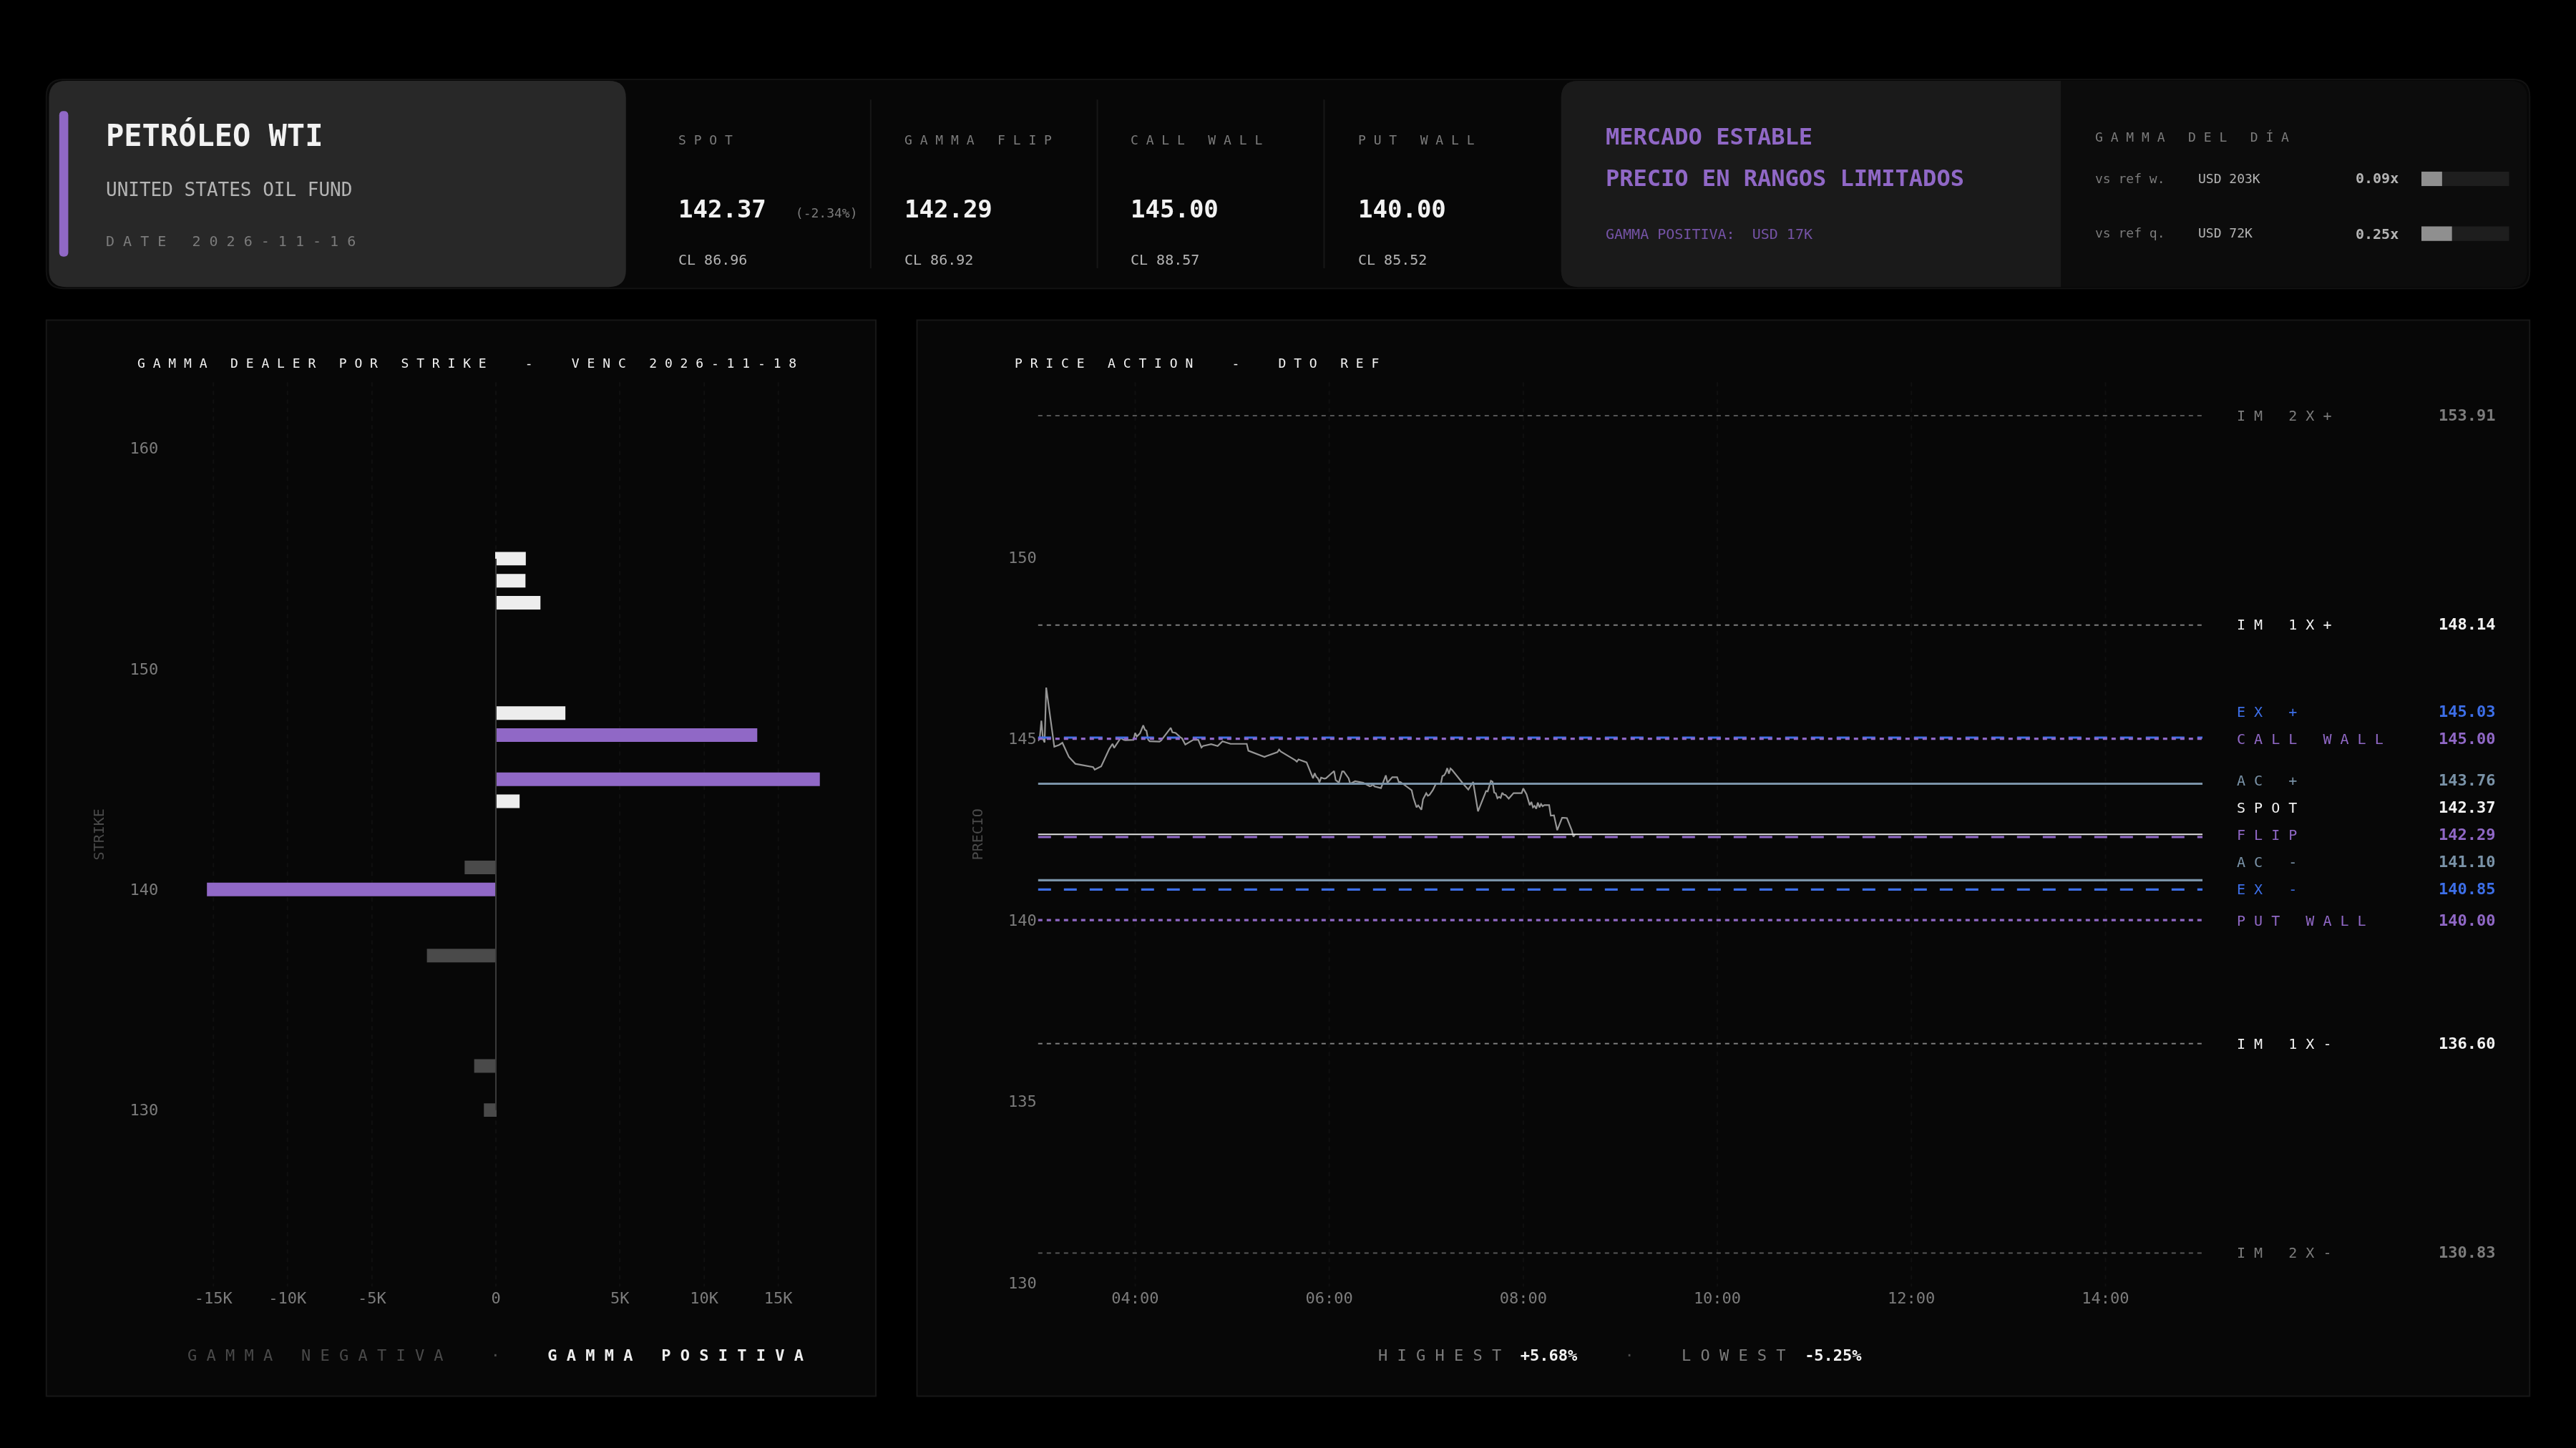 PETRÓLEO WTI
UNITED STATES OIL FUND
DATE 2026-11-16
SPOT
142.37 (-2.34%)
CL 86.96
GAMMA FLIP
142.29
CL 86.92
CALL WALL
145.00
CL 88.57
PUT WALL
140.00
CL 85.52
MERCADO ESTABLE
PRECIO EN RANGOS LIMITADOS
GAMMA POSITIVA: USD 17K
GAMMA DEL DÍA
vs ref w. USD 203K 0.09x
vs ref q. USD 72K 0.25x
GAMMA DEALER POR STRIKE - VENC 2026-11-18
160
150
140
130
STRIKE
-15K -10K -5K 0 5K 10K 15K
GAMMA NEGATIVA · GAMMA POSITIVA
PRICE ACTION - DTO REF
150
145
140
135
130
PRECIO
04:00 06:00 08:00 10:00 12:00 14:00
IM 2X+ 153.91
IM 1X+ 148.14
EX + 145.03
CALL WALL 145.00
AC + 143.76
SPOT 142.37
FLIP 142.29
AC - 141.10
EX - 140.85
PUT WALL 140.00
IM 1X- 136.60
IM 2X- 130.83
HIGHEST +5.68% · LOWEST -5.25%